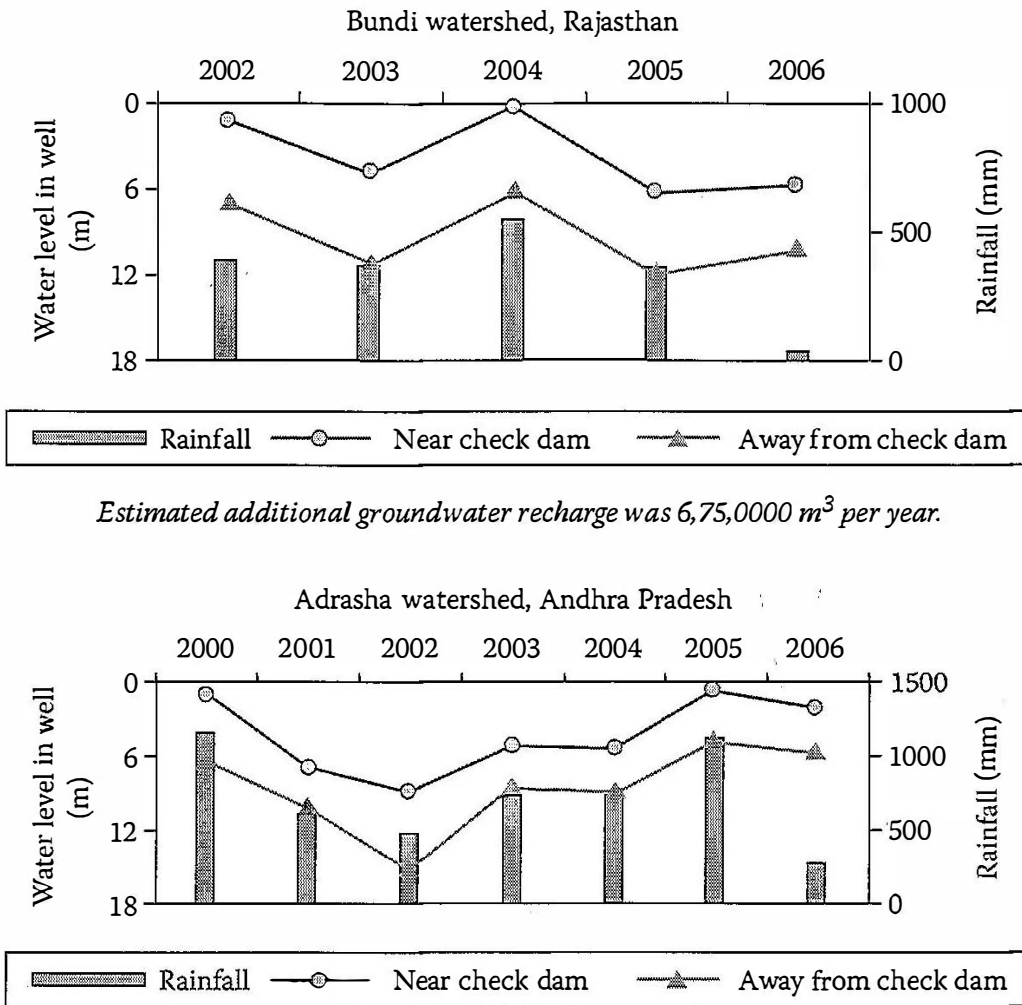 Bundi watershed, Rajasthan
2002 2003 2004 2005 2006
0 1000
6
500
12
18 0
Water level in well
(m)
Rainfall (mm)
Rainfall Near check dam Away from check dam
Estimated additional groundwater recharge was 6,75,0000 m³ per year.
Adrasha watershed, Andhra Pradesh
2000 2001 2002 2003 2004 2005 2006
0 1500
6 1000
12 500
18 0
Water level in well
(m)
Rainfall (mm)
Rainfall Near check dam Away from check dam